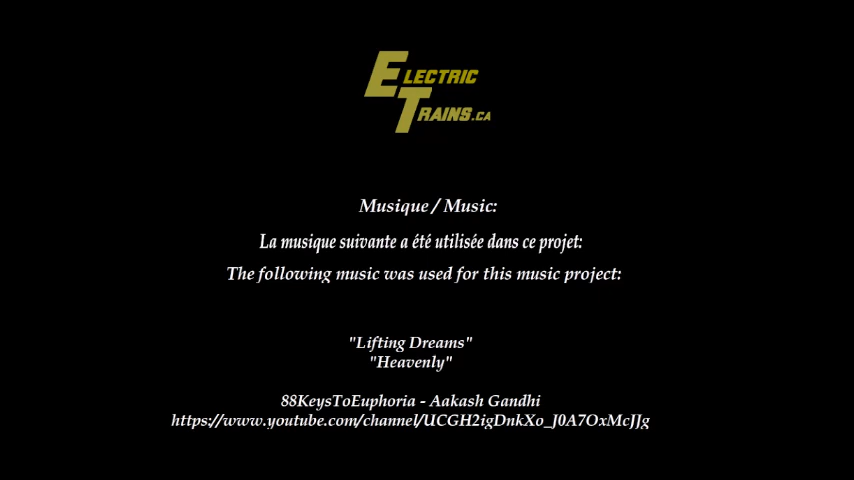 ELECTRIC
TRAINS.CA
Musique / Music:
La musique suivante a été utilisée dans ce projet:
The following music was used for this music project:
"Lifting Dreams"
"Heavenly"
88KeysToEuphoria - Aakash Gandhi
https://www.youtube.com/channel/UCGH2igDnkXo_J0A7OxMcJJg